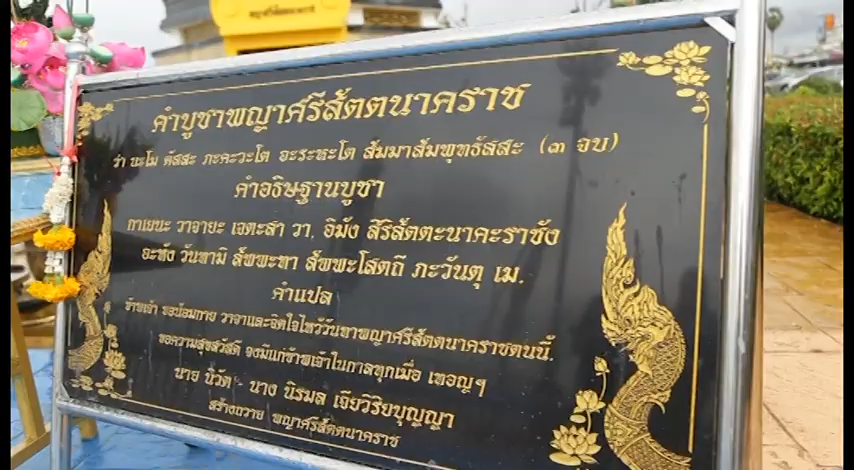 คำบูชาพญาศรีสัตตนาคราช
ว่า นะโม ตัสสะ ภะคะวะโต อะระหะโต สัมมาสัมพุทธัสสะ (๓ จบ)
คำอธิษฐานบูชา
กาเยนะ วาจายะ เจตะสา วา, อิมัง สิริสัตตะนาคะราชัง
อะหัง วันทามิ สัพพะทา สัพพะโสตถี ภะวันตุ เม.
คำแปล
ข้าพเจ้า ขอน้อมกาย วาจาและจิตใจไหว้วันทาพญาศรีสัตตนาคราชตนนี้
ขอความสุขสวัสดี จงมีแก่ข้าพเจ้าในกาลทุกเมื่อ เทอญฯ
นาย นิวัต - นาง นิรมล เจียวิริยบุญญา
สร้างถวาย พญาศรีสัตตนาคราช